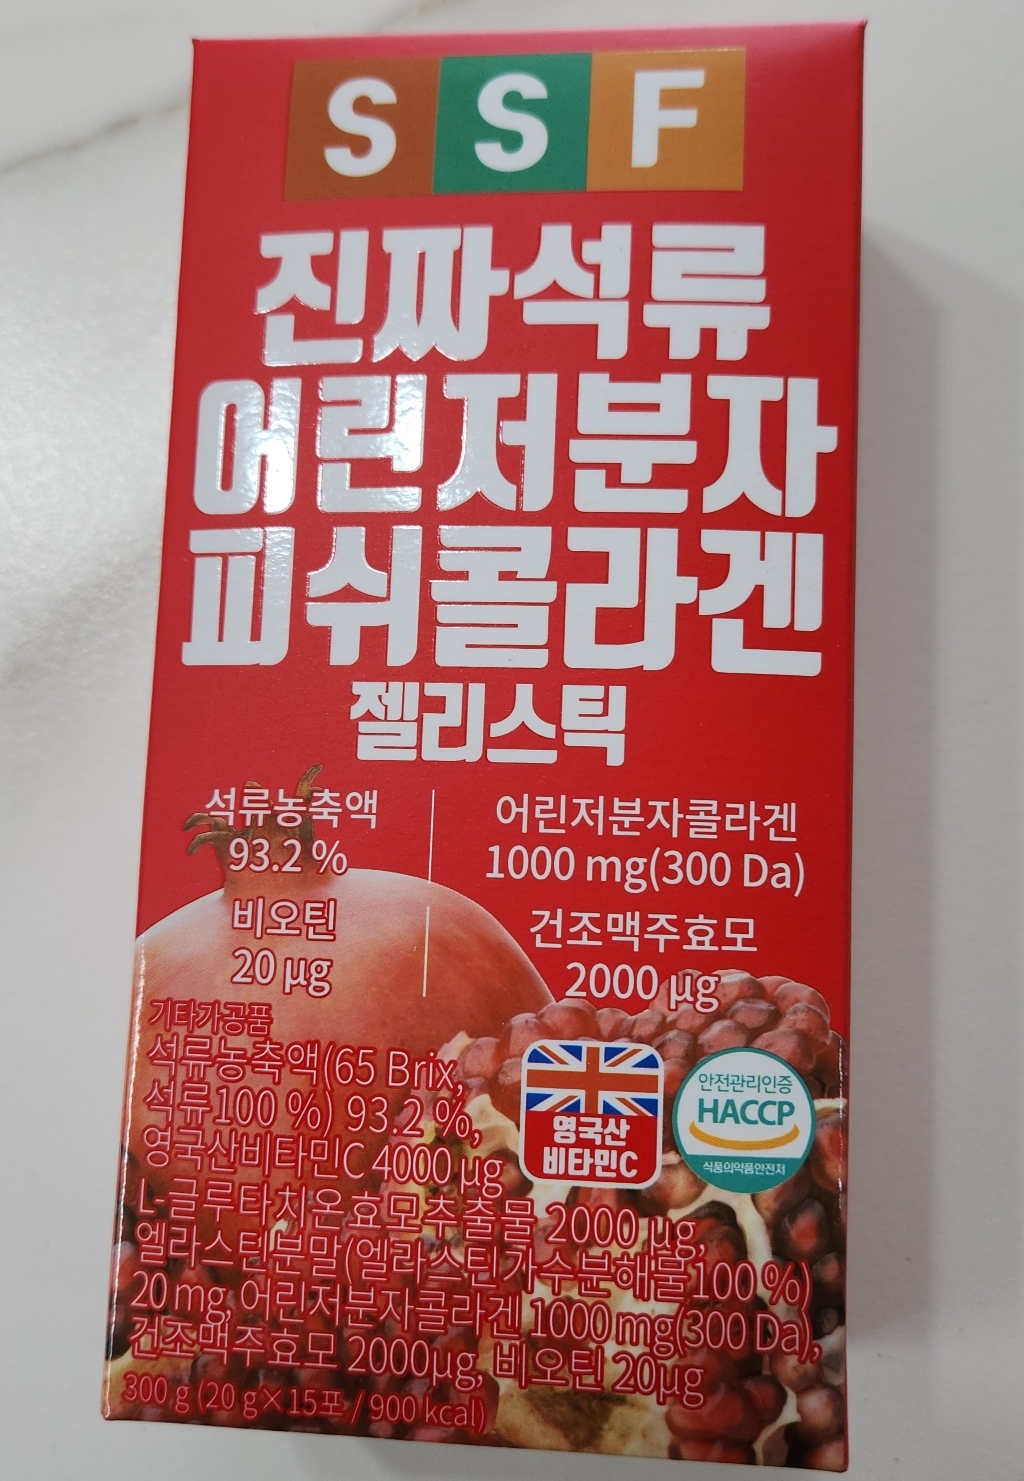 SSF
진짜석류
어린저분자
피쉬콜라겐
젤리스틱
석류농축액
93.2 %
비오틴
20 µg
어린저분자콜라겐
1000 mg(300 Da)
건조맥주효모
2000 µg
기타가공품
석류농축액(65 Brix,
석류100 %) 93.2 %,
영국산비타민C 4000 µg
L-글루타치온효모추출물 2000 µg,
엘라스틴분말(엘라스틴가수분해물100 %)
20 mg, 어린저분자콜라겐 1000 mg(300 Da),
건조맥주효모 2000µg, 비오틴 20µg
300 g (20 g×15포 / 900 kcal)
영국산
비타민C
안전관리인증
HACCP
식품의약품안전처